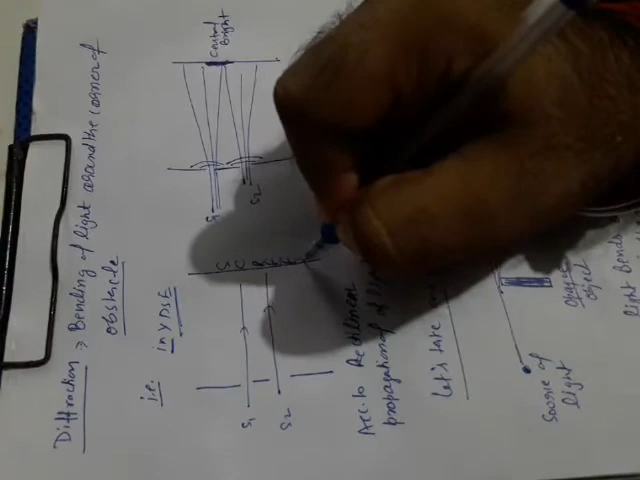 Diffraction → Bending of light around the corner of
obstacle
i.e. in YDSE
S1
S2
S
C
R
E
E
S1
S2
Central
Bright
Acc. to Rectilinear
propagation of
Let's take
Source of
light
object
light Bends